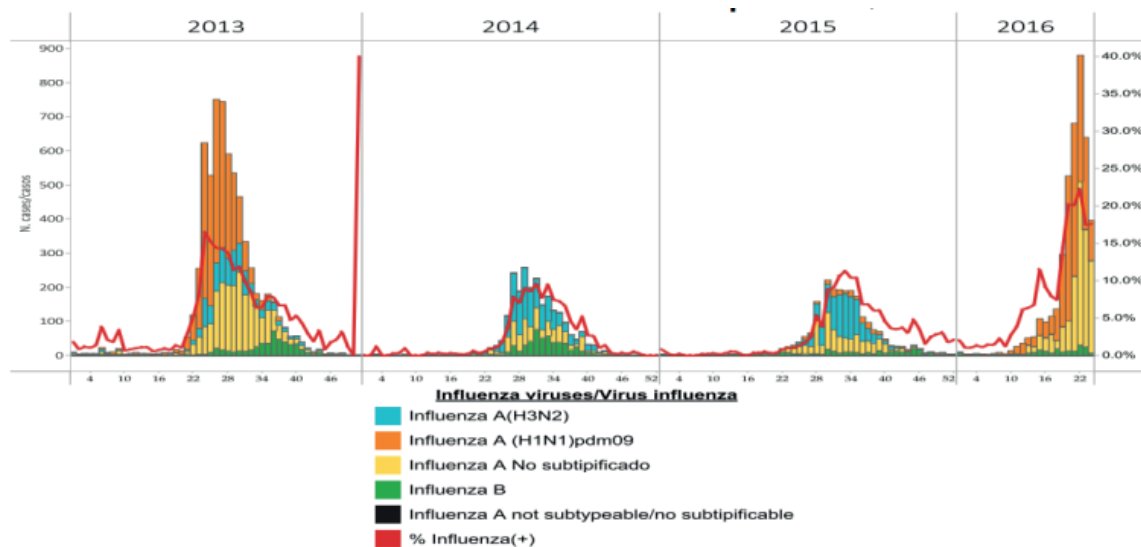 2013 2014 2015 2016
900 40.0%
800 35.0%
700 30.0%
600 25.0%
500 20.0%
400 15.0%
300 10.0%
200 5.0%
100 0.0%
0
N. cases/casos
4 10 16 22 28 34 40 46 4 10 16 22 28 34 40 46 52 4 10 16 22 28 34 40 46 52 4 10 16 22
Influenza viruses/Virus influenza
Influenza A(H3N2)
Influenza A (H1N1)pdm09
Influenza A No subtipificado
Influenza B
Influenza A not subtypeable/no subtipificable
% Influenza(+)